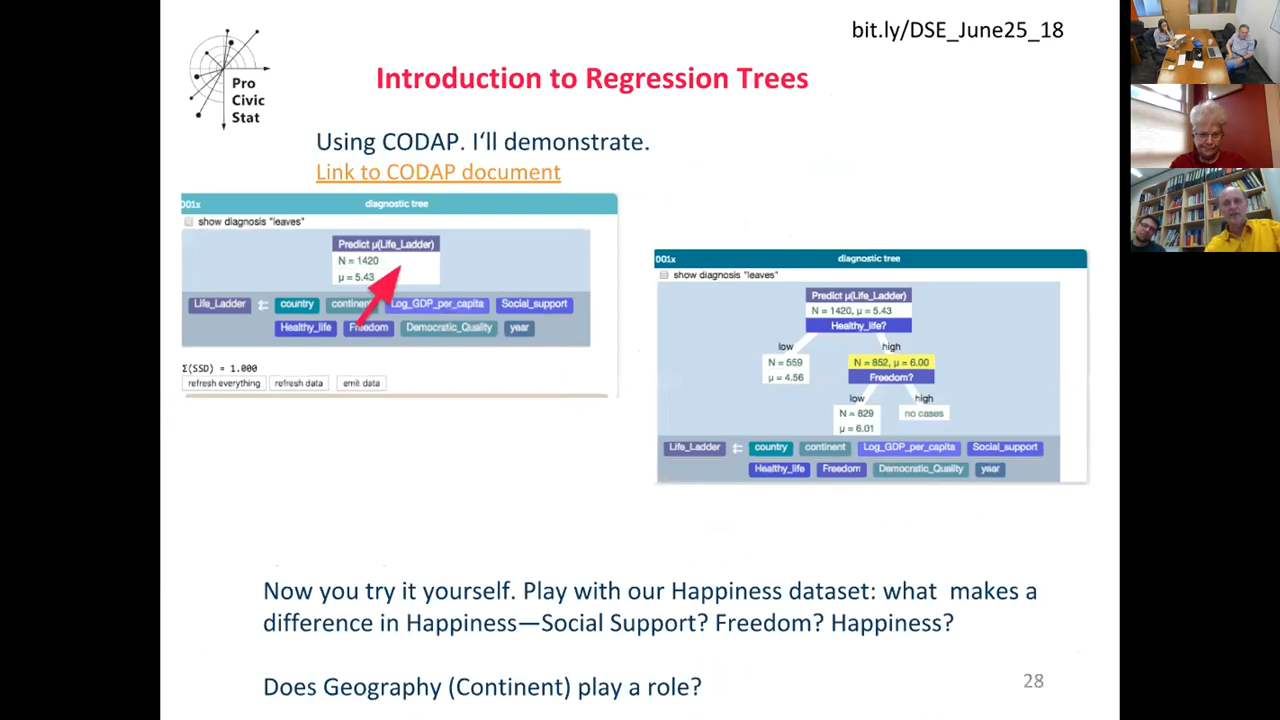 bit.ly/DSE_June25_18
Pro
Civic
Stat
Introduction to Regression Trees
Using CODAP. I'll demonstrate.
Link to CODAP document
001x diagnostic tree
show diagnosis "leaves"
Predict μ(Life_Ladder)
N = 1420
μ = 5.43
Life_Ladder country continent Log_GDP_per_capita Social_support
Healthy_life Freedom Democratic_Quality year
Σ(SSD) = 1.000
refresh everything refresh data emit data
001x diagnostic tree
show diagnosis "leaves"
Predict μ(Life_Ladder)
N = 1420, μ = 5.43
Healthy_life?
low high
N = 559 N = 852, μ = 6.00
μ = 4.56 Freedom?
low high
N = 829 no cases
μ = 6.01
Life_Ladder country continent Log_GDP_per_capita Social_support
Healthy_life Freedom Democratic_Quality year
Now you try it yourself. Play with our Happiness dataset: what makes a
difference in Happiness—Social Support? Freedom? Happiness?
Does Geography (Continent) play a role?
28